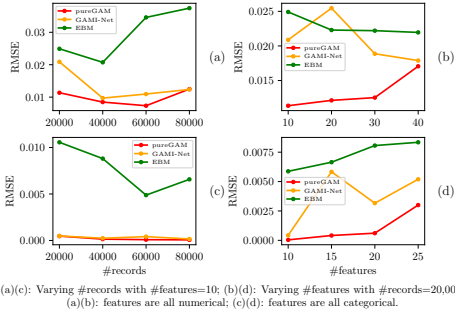 pureGAM
GAMI-Net
EBM
0.03
0.02
0.01
RMSE
20000 40000 60000 80000
(a)
pureGAM
GAMI-Net
EBM
0.025
0.020
0.015
RMSE
10 20 30 40
(b)
pureGAM
GAMI-Net
EBM
0.010
0.005
0.000
RMSE
20000 40000 60000 80000
#records
(c)
pureGAM
GAMI-Net
EBM
0.0075
0.0050
0.0025
0.0000
RMSE
10 15 20 25
#features
(d)
(a)(c): Varying #records with #features=10; (b)(d): Varying #features with #records=20,00
(a)(b): features are all numerical; (c)(d): features are all categorical.